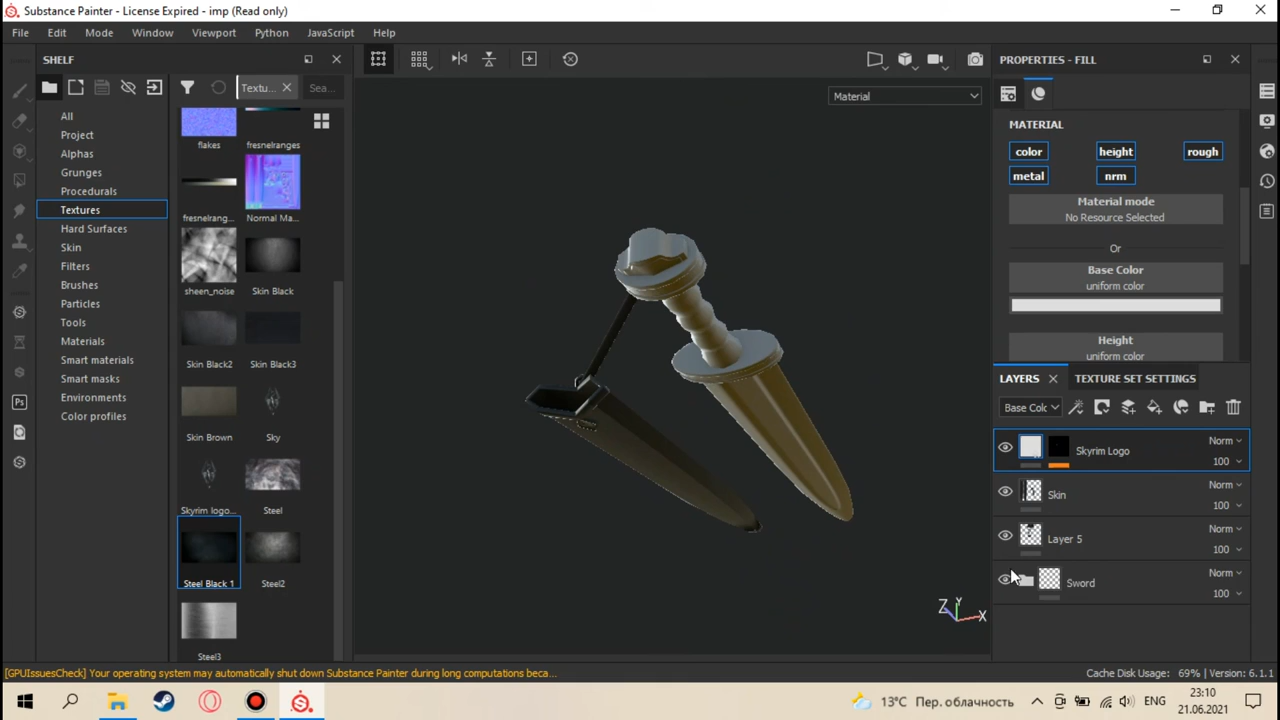 Substance Painter - License Expired - imp (Read only)
File Edit Mode Window Viewport Python JavaScript Help
SHELF
Textu... Sea...
All
Project
Alphas
Grunges
Procedurals
Textures
Hard Surfaces
Skin
Filters
Brushes
Particles
Tools
Materials
Smart materials
Smart masks
Environments
Color profiles
flakes fresnelranges
fresnelrang... Normal Ma...
sheen_noise Skin Black
Skin Black2 Skin Black3
Skin Brown Sky
Skyrim logo... Steel
Steel Black 1 Steel2
Steel3
Material
Z Y X
PROPERTIES - FILL
MATERIAL
color height rough
metal nrm
Material mode
No Resource Selected
Or
Base Color
uniform color
Height
uniform color
LAYERS TEXTURE SET SETTINGS
Base Colo
Skyrim Logo Norm 100
Skin Norm 100
Layer 5 Norm 100
Sword Norm 100
[GPUIssuesCheck] Your operating system may automatically shut down Substance Painter during long computations beca...
Cache Disk Usage: 69% | Version: 6.1.1
Ps
13°C Пер. облачность
ENG
23:10
21.06.2021